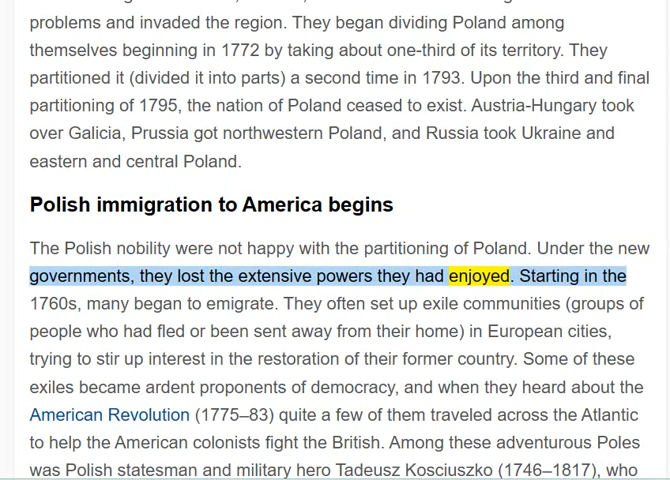 problems and invaded the region. They began dividing Poland among
themselves beginning in 1772 by taking about one-third of its territory. They
partitioned it (divided it into parts) a second time in 1793. Upon the third and final
partitioning of 1795, the nation of Poland ceased to exist. Austria-Hungary took
over Galicia, Prussia got northwestern Poland, and Russia took Ukraine and
eastern and central Poland.
Polish immigration to America begins
The Polish nobility were not happy with the partitioning of Poland. Under the new
governments, they lost the extensive powers they had enjoyed. Starting in the
1760s, many began to emigrate. They often set up exile communities (groups of
people who had fled or been sent away from their home) in European cities,
trying to stir up interest in the restoration of their former country. Some of these
exiles became ardent proponents of democracy, and when they heard about the
American Revolution (1775–83) quite a few of them traveled across the Atlantic
to help the American colonists fight the British. Among these adventurous Poles
was Polish statesman and military hero Tadeusz Kosciuszko (1746–1817), who